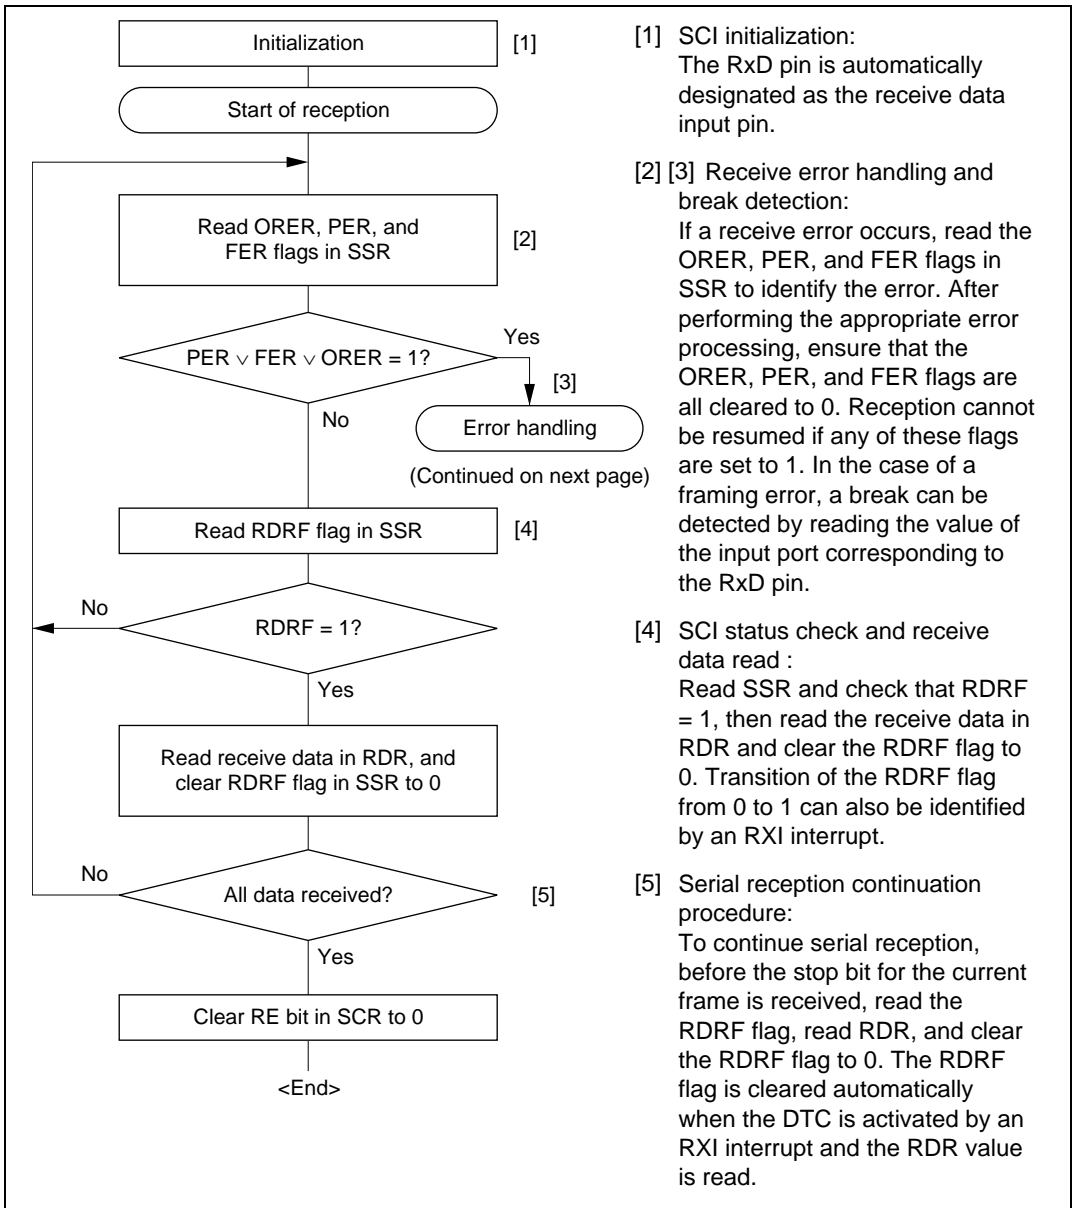 Initialization
[1]
Start of reception
Read ORER, PER, and
FER flags in SSR
[2]
PER ∨ FER ∨ ORER = 1?
Yes
[3]
No
Error handling
(Continued on next page)
Read RDRF flag in SSR
[4]
No
RDRF = 1?
Yes
Read receive data in RDR, and
clear RDRF flag in SSR to 0
No
All data received?
[5]
Yes
Clear RE bit in SCR to 0
<End>
[1] SCI initialization:
The RxD pin is automatically
designated as the receive data
input pin.
[2] [3] Receive error handling and
break detection:
If a receive error occurs, read the
ORER, PER, and FER flags in
SSR to identify the error. After
performing the appropriate error
processing, ensure that the
ORER, PER, and FER flags are
all cleared to 0. Reception cannot
be resumed if any of these flags
are set to 1. In the case of a
framing error, a break can be
detected by reading the value of
the input port corresponding to
the RxD pin.
[4] SCI status check and receive
data read :
Read SSR and check that RDRF
= 1, then read the receive data in
RDR and clear the RDRF flag to
0. Transition of the RDRF flag
from 0 to 1 can also be identified
by an RXI interrupt.
[5] Serial reception continuation
procedure:
To continue serial reception,
before the stop bit for the current
frame is received, read the
RDRF flag, read RDR, and clear
the RDRF flag to 0. The RDRF
flag is cleared automatically
when the DTC is activated by an
RXI interrupt and the RDR value
is read.